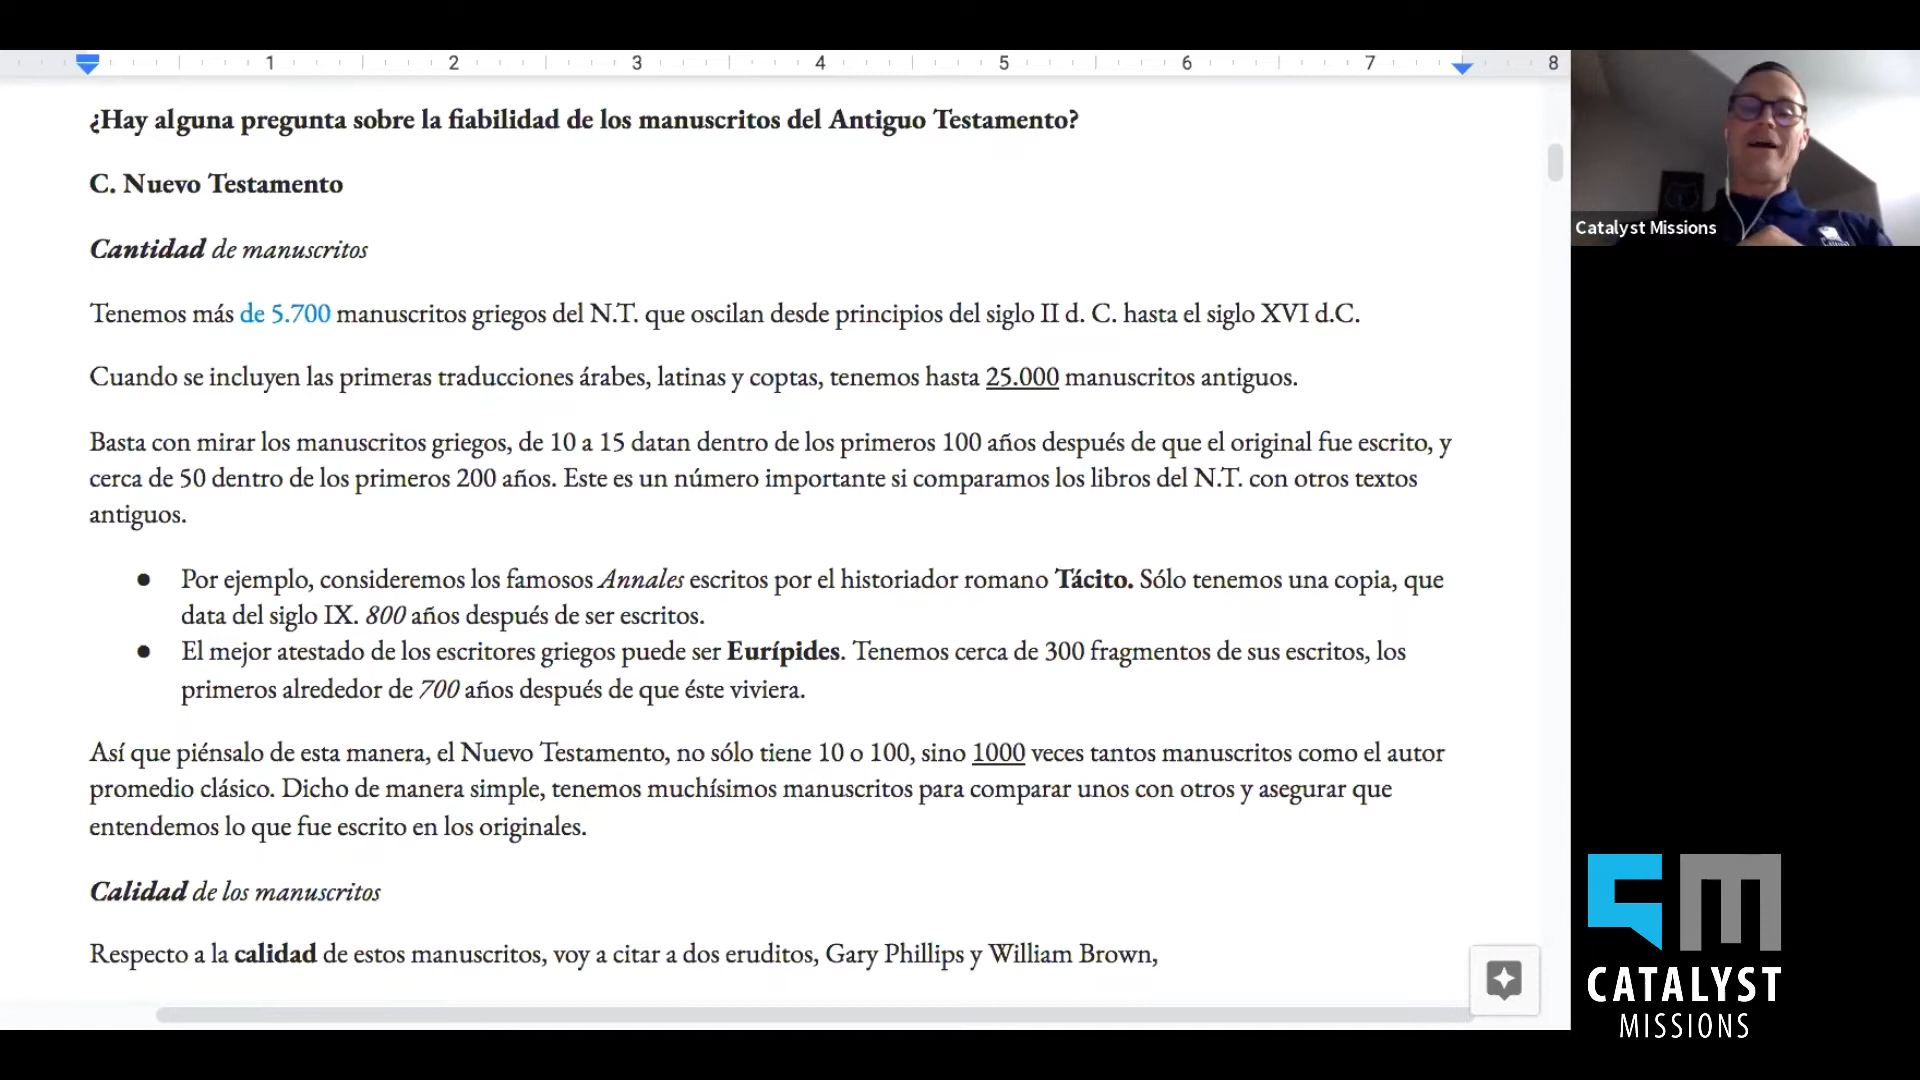 1 2 3 4 5 6 7 8
¿Hay alguna pregunta sobre la fiabilidad de los manuscritos del Antiguo Testamento?
C. Nuevo Testamento
Cantidad de manuscritos
Tenemos más de 5.700 manuscritos griegos del N.T. que oscilan desde principios del siglo II d. C. hasta el siglo XVI d.C.
Cuando se incluyen las primeras traducciones árabes, latinas y coptas, tenemos hasta 25.000 manuscritos antiguos.
Basta con mirar los manuscritos griegos, de 10 a 15 datan dentro de los primeros 100 años después de que el original fue escrito, y
cerca de 50 dentro de los primeros 200 años. Este es un número importante si comparamos los libros del N.T. con otros textos
antiguos.
● Por ejemplo, consideremos los famosos Annales escritos por el historiador romano Tácito. Sólo tenemos una copia, que
data del siglo IX. 800 años después de ser escritos.
● El mejor atestado de los escritores griegos puede ser Eurípides. Tenemos cerca de 300 fragmentos de sus escritos, los
primeros alrededor de 700 años después de que éste viviera.
Así que piénsalo de esta manera, el Nuevo Testamento, no sólo tiene 10 o 100, sino 1000 veces tantos manuscritos como el autor
promedio clásico. Dicho de manera simple, tenemos muchísimos manuscritos para comparar unos con otros y asegurar que
entendemos lo que fue escrito en los originales.
Calidad de los manuscritos
Respecto a la calidad de estos manuscritos, voy a citar a dos eruditos, Gary Phillips y William Brown,
Catalyst Missions
CM
CATALYST
MISSIONS